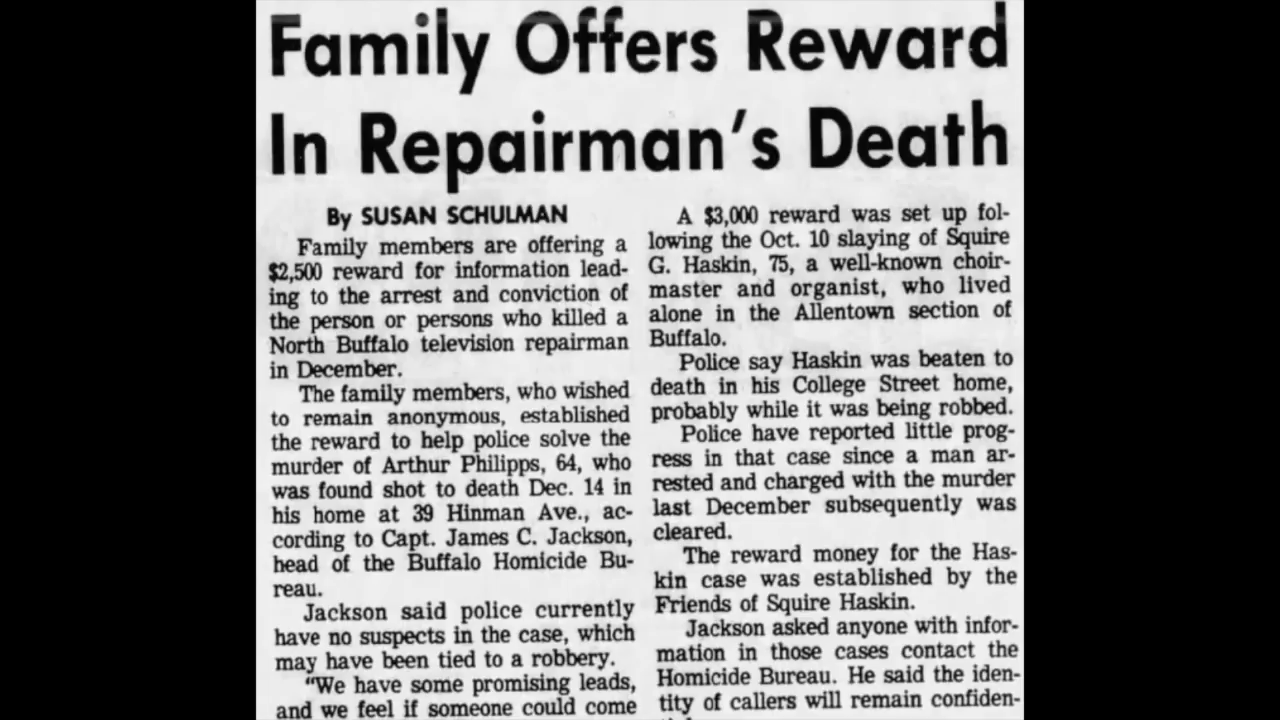 Family Offers Reward
In Repairman's Death
By SUSAN SCHULMAN
Family members are offering a
$2,500 reward for information lead-
ing to the arrest and conviction of
the person or persons who killed a
North Buffalo television repairman
in December.
The family members, who wished
to remain anonymous, established
the reward to help police solve the
murder of Arthur Philipps, 64, who
was found shot to death Dec. 14 in
his home at 39 Hinman Ave., ac-
cording to Capt. James C. Jackson,
head of the Buffalo Homicide Bu-
reau.
Jackson said police currently
have no suspects in the case, which
may have been tied to a robbery.
"We have some promising leads,
and we feel if someone could come
A $3,000 reward was set up fol-
lowing the Oct. 10 slaying of Squire
G. Haskin, 75, a well-known choir-
master and organist, who lived
alone in the Allentown section of
Buffalo.
Police say Haskin was beaten to
death in his College Street home,
probably while it was being robbed.
Police have reported little prog-
ress in that case since a man ar-
rested and charged with the murder
last December subsequently was
cleared.
The reward money for the Has-
kin case was established by the
Friends of Squire Haskin.
Jackson asked anyone with infor-
mation in those cases contact the
Homicide Bureau. He said the iden-
tity of callers will remain confiden-